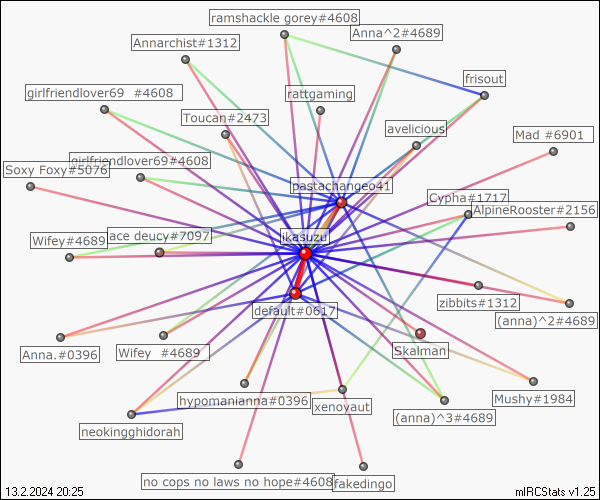 ramshackle gorey#4608
Anna^2#4689
Annarchist#1312
frisout
girlfriendlover69  #4608
rattgaming
Toucan#2473
avelicious
Mad #6901
girlfriendlover69#4608
Soxy Foxy#5076
pastachangeo41
Cypha#1717
AlpineRooster#2156
Wifey#4689
ace deucy#7097
ikasuzu
zibbits#1312
default#0617
(anna)^2#4689
Anna.#0396
Wifey  #4689
Skalman
hypomanianna#0396
xenoyaut
Mushy#1984
(anna)^3#4689
neokingghidorah
no cops no laws no hope#4608
fakedingo
13.2.2024 20:25
mIRCStats v1.25